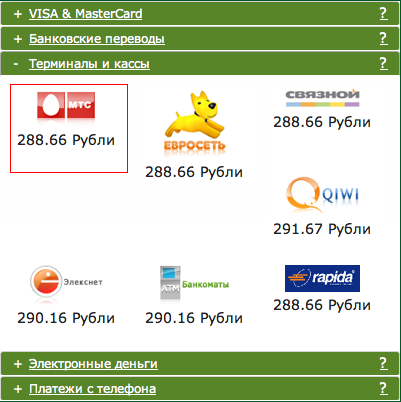 + VISA & MasterCard ?
+ Банковские переводы ?
- Терминалы и кассы ?
МТС
288.66 Рубли
ЕВРОСЕТЬ
288.66 Рубли
СВЯЗНОЙ
288.66 Рубли
QIWI
291.67 Рубли
Элекснет
290.16 Рубли
ATM Банкоматы
290.16 Рубли
rapida
288.66 Рубли
+ Электронные деньги ?
+ Платежи с телефона ?